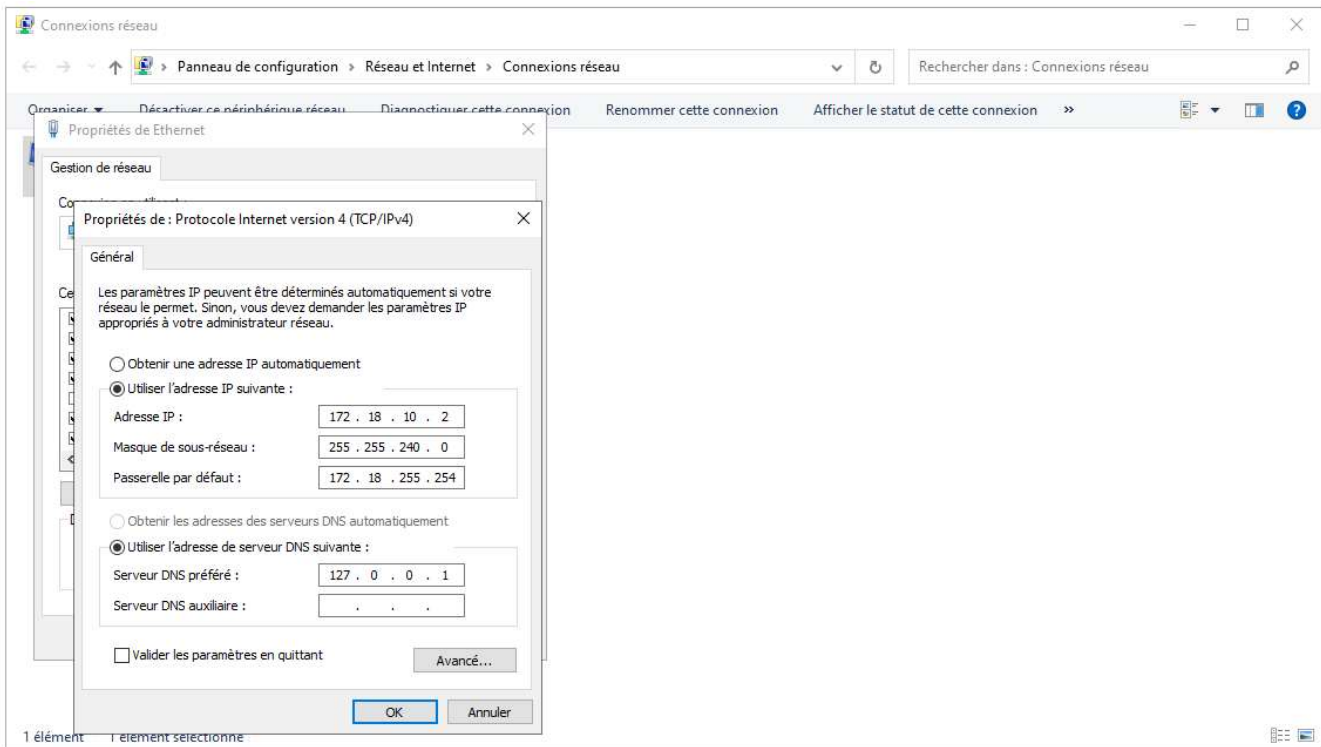 Connexions réseau
Panneau de configuration > Réseau et Internet > Connexions réseau
Rechercher dans : Connexions réseau
Organiser Désactiver ce périphérique réseau Diagnostiquer cette connexion Renommer cette connexion Afficher le statut de cette connexion »
Propriétés de Ethernet
Gestion de réseau
Propriétés de : Protocole Internet version 4 (TCP/IPv4)
Général
Les paramètres IP peuvent être déterminés automatiquement si votre
réseau le permet. Sinon, vous devez demander les paramètres IP
appropriés à votre administrateur réseau.
Obtenir une adresse IP automatiquement
Utiliser l'adresse IP suivante :
Adresse IP : 172 . 18 . 10 . 2
Masque de sous-réseau : 255 . 255 . 240 . 0
Passerelle par défaut : 172 . 18 . 255 . 254
Obtenir les adresses des serveurs DNS automatiquement
Utiliser l'adresse de serveur DNS suivante :
Serveur DNS préféré : 127 . 0 . 0 . 1
Serveur DNS auxiliaire : . . .
Valider les paramètres en quittant
Avancé...
OK Annuler
1 élément 1 élément sélectionné